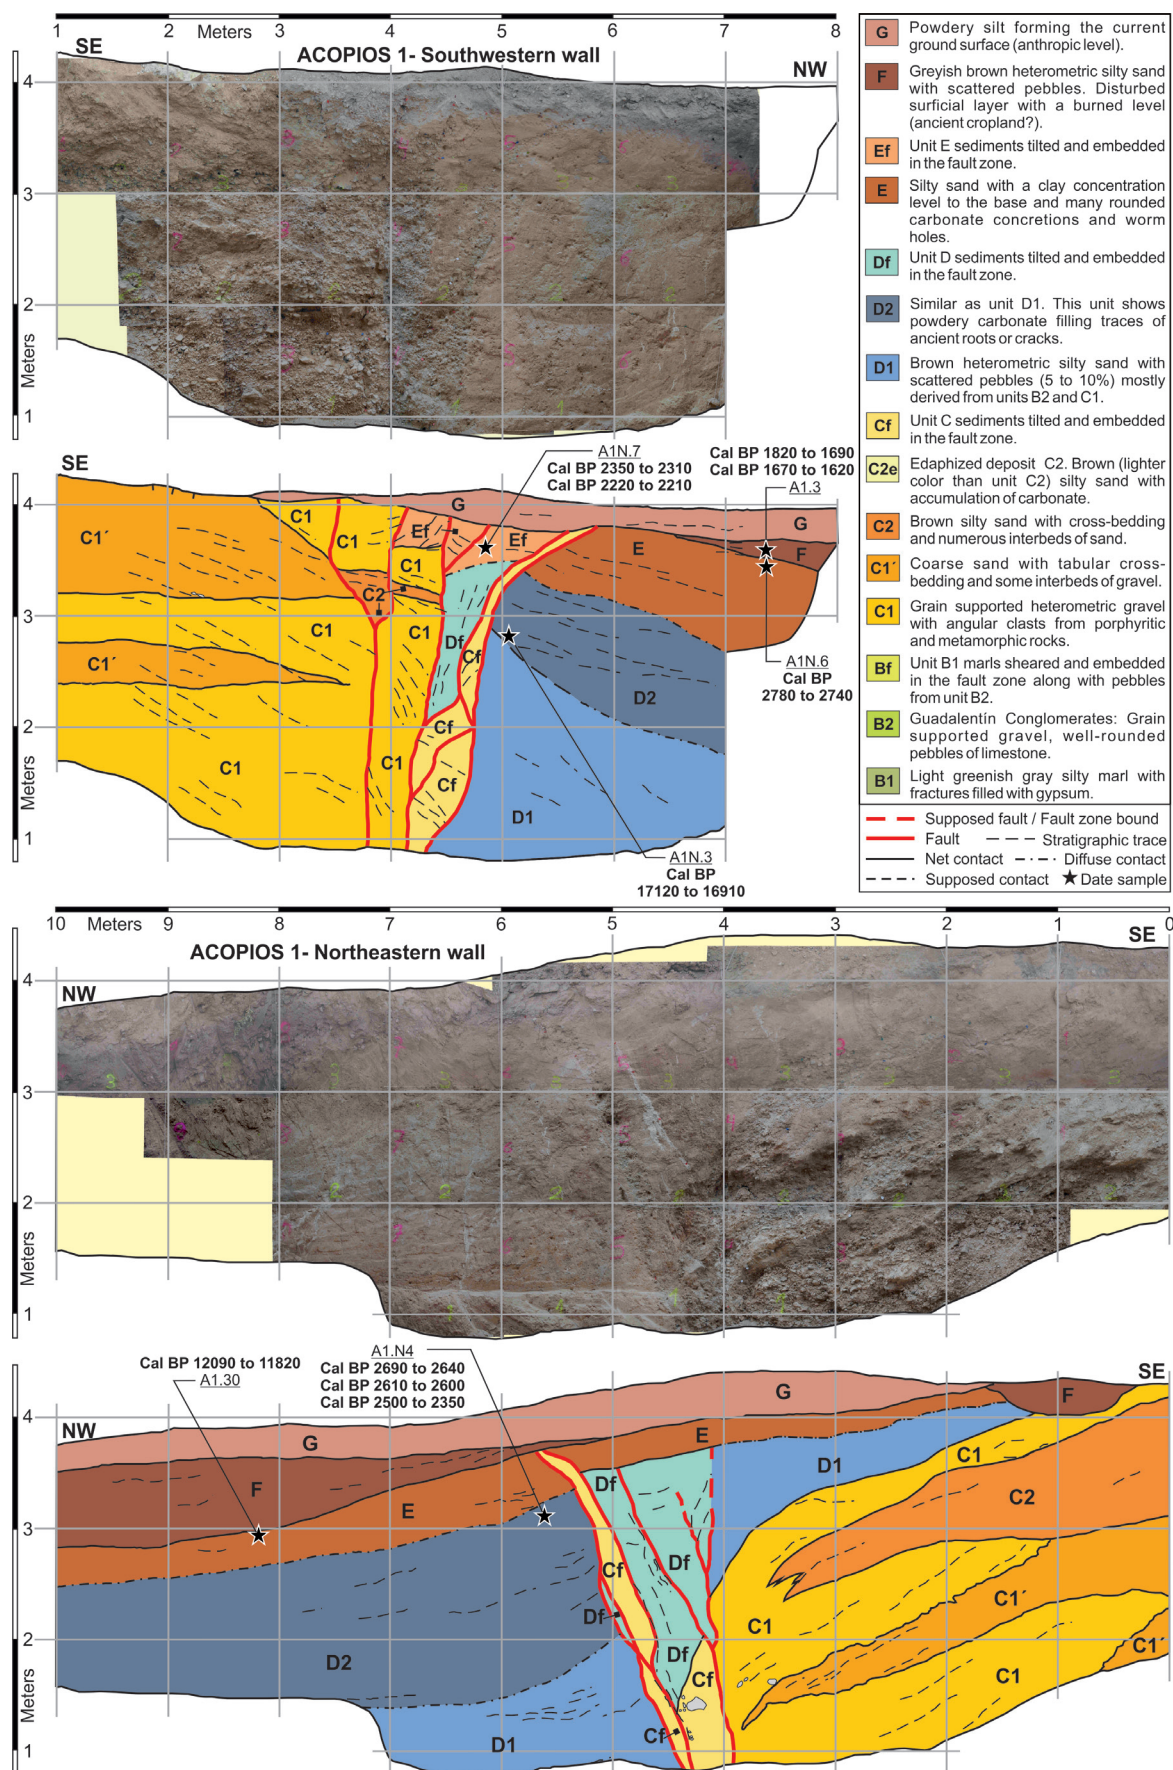 1 2 3 4 5 6 7 8
Meters
SE
ACOPIOS 1- Southwestern wall
NW
4
3
2
1
Meters
G Powdery silt forming the current
ground surface (anthropic level).
F Greyish brown heterometric silty sand
with scattered pebbles. Disturbed
surficial layer with a burned level
(ancient cropland?).
Ef Unit E sediments tilted and embedded
in the fault zone.
E Silty sand with a clay concentration
level to the base and many rounded
carbonate concretions and worm
holes.
Df Unit D sediments tilted and embedded
in the fault zone.
D2 Similar as unit D1. This unit shows
powdery carbonate filling traces of
ancient roots or cracks.
D1 Brown heterometric silty sand with
scattered pebbles (5 to 10%) mostly
derived from units B2 and C1.
Cf Unit C sediments tilted and embedded
in the fault zone.
C2e Edaphized deposit C2. Brown (lighter
color than unit C2) silty sand with
accumulation of carbonate.
C2 Brown silty sand with cross-bedding
and numerous interbeds of sand.
C1´ Coarse sand with tabular cross-
bedding and some interbeds of gravel.
C1 Grain supported heterometric gravel
with angular clasts from porphyritic
and metamorphic rocks.
Bf Unit B1 marls sheared and embedded
in the fault zone along with pebbles
from unit B2.
B2 Guadalentín Conglomerates: Grain
supported gravel, well-rounded
pebbles of limestone.
B1 Light greenish gray silty marl with
fractures filled with gypsum.
Supposed fault / Fault zone bound
Fault
Stratigraphic trace
Net contact
Diffuse contact
Supposed contact
Date sample
SE
A1N.7
Cal BP 2350 to 2310
Cal BP 2220 to 2210
Cal BP 1820 to 1690
Cal BP 1670 to 1620
A1.3
4
3
2
1
Meters
C1´
C1
C1
Ef
G
Ef
E
G
F
C1
C2
C1
C1
Df
Cf
C1´
D2
Cf
C1
C1
Cf
D1
A1N.6
Cal BP
2780 to 2740
A1N.3
Cal BP
17120 to 16910
10 9 8 7 6 5 4 3 2 1 0
Meters
ACOPIOS 1- Northeastern wall
SE
NW
4
3
2
1
Meters
Cal BP 12090 to 11820
A1.30
A1.N4
Cal BP 2690 to 2640
Cal BP 2610 to 2600
Cal BP 2500 to 2350
SE
NW
4
3
2
1
Meters
G
F
G
E
C1
D1
Df
F
E
C2
Df
Cf
Df
C1´
C1
Df
D2
Cf
C1
C1´
Cf
D1